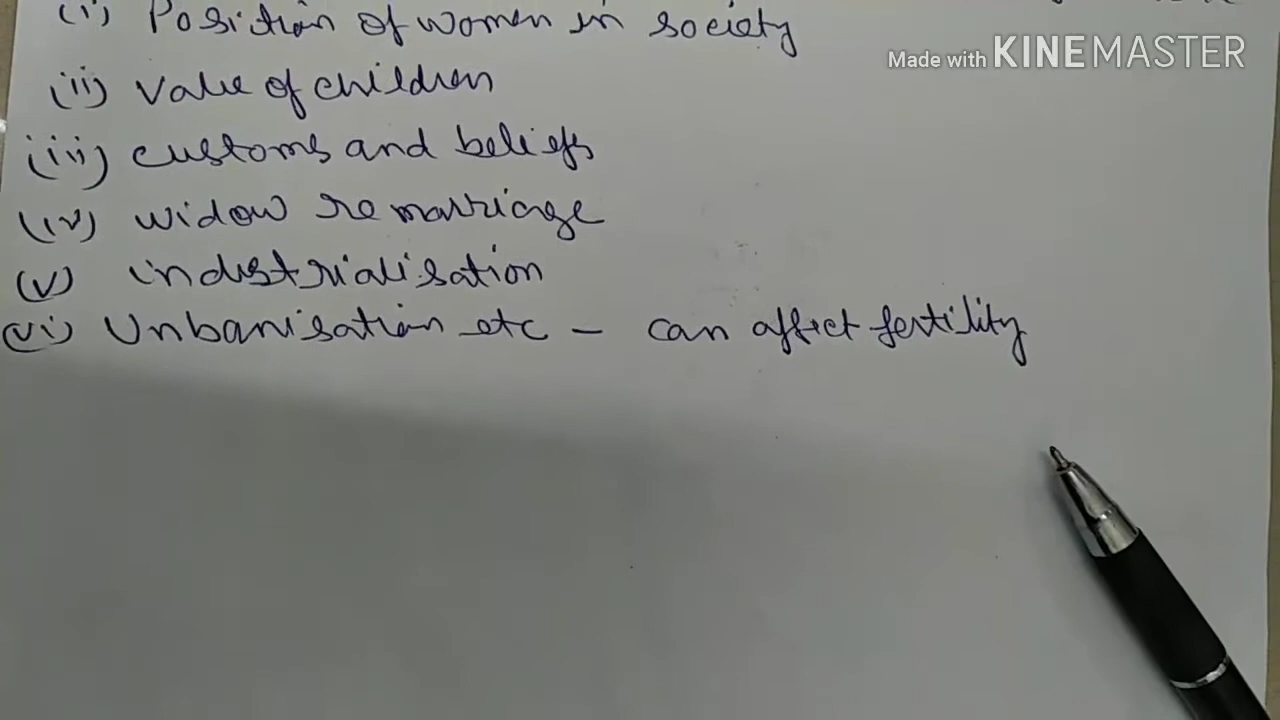 (i) Position of women in society
Made with KINEMASTER
(ii) Value of children
(iii) customs and beliefs
(iv) widow remarriage
(v) industrialisation
(vi) Urbanisation etc – can affect fertility